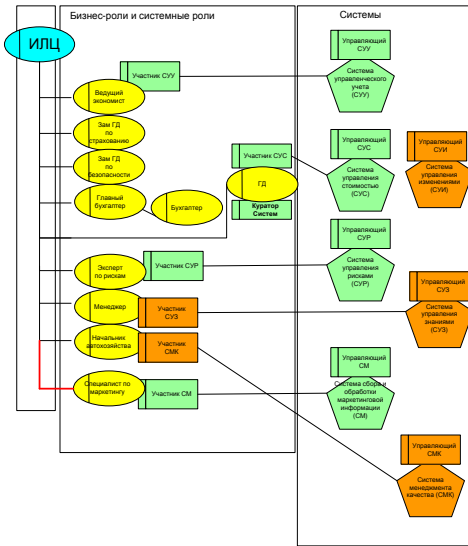 Бизнес-роли и системные роли
Системы
ИЛЦ
Управляющий
СУУ
Участник СУУ
Система
управленческого
учета
(СУУ)
Ведущий
экономист
Зам ГД
по
страхованию
Управляющий
СУС
Управляющий
СУИ
Участник СУС
Зам ГД
по
безопасности
Система
управления
стоимостью
(СУС)
Система
управления
изменениями
(СУИ)
ГД
Главный
бухгалтер
Бухгалтер
Куратор
Систем
Управляющий
СУР
Эксперт
по рискам
Участник СУР
Система
управления
рисками
(СУР)
Управляющий
СУЗ
Менеджер
Участник
СУЗ
Система
управления
знаниями
(СУЗ)
Начальник
автохозяйства
Участник
СМК
Управляющий
СМ
Специалист по
маркетингу
Участник СМ
Система сбора и
обработки
маркетинговой
информации
(СМ)
Управляющий
СМК
Система
менеджмента
качества (СМК)